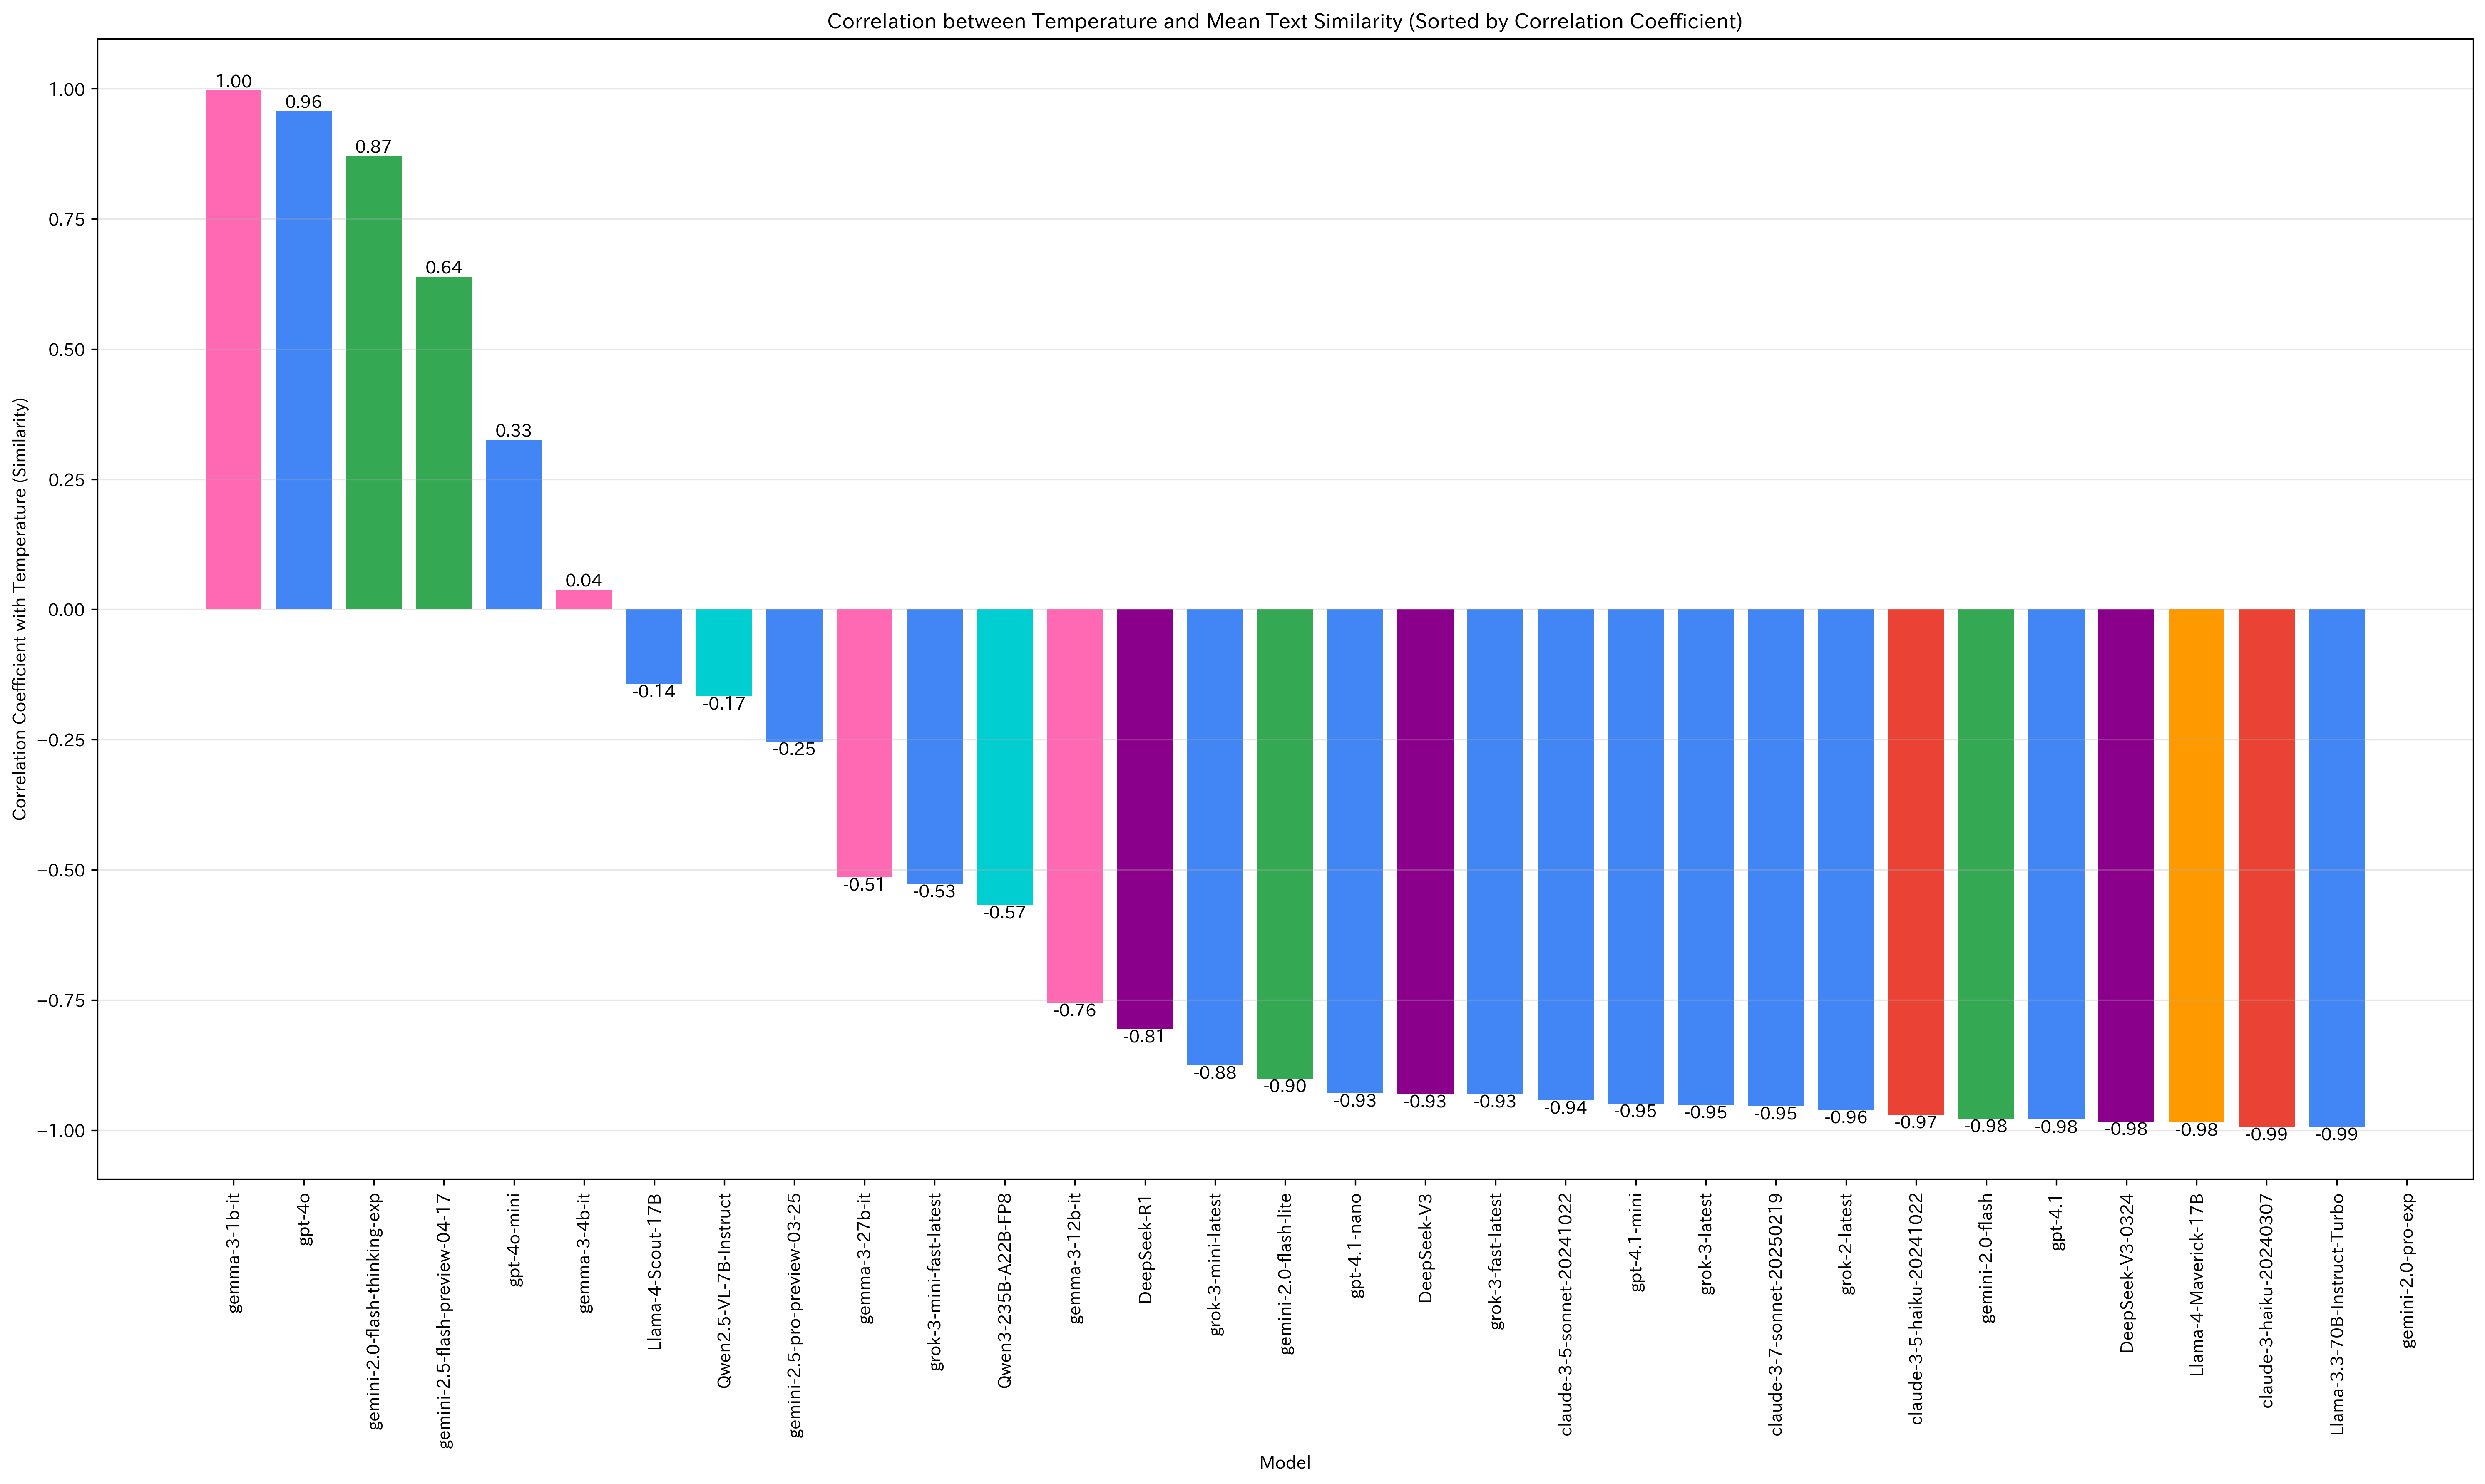 Correlation between Temperature and Mean Text Similarity (Sorted by Correlation Coefficient)
Correlation Coefficient with Temperature (Similarity)
1.00
0.75
0.50
0.25
0.00
−0.25
−0.50
−0.75
−1.00
1.00
0.96
0.87
0.64
0.33
0.04
-0.14
-0.17
-0.25
-0.51
-0.53
-0.57
-0.76
-0.81
-0.88
-0.90
-0.93
-0.93
-0.93
-0.94
-0.95
-0.95
-0.95
-0.96
-0.97
-0.98
-0.98
-0.98
-0.98
-0.99
-0.99
gemma-3-1b-it
gpt-4o
gemini-2.0-flash-thinking-exp
gemini-2.5-flash-preview-04-17
gpt-4o-mini
gemma-3-4b-it
Llama-4-Scout-17B
Qwen2.5-VL-7B-Instruct
gemini-2.5-pro-preview-03-25
gemma-3-27b-it
grok-3-mini-fast-latest
Qwen3-235B-A22B-FP8
gemma-3-12b-it
DeepSeek-R1
grok-3-mini-latest
gemini-2.0-flash-lite
gpt-4.1-nano
DeepSeek-V3
grok-3-fast-latest
claude-3-5-sonnet-20241022
gpt-4.1-mini
grok-3-latest
claude-3-7-sonnet-20250219
grok-2-latest
claude-3-5-haiku-20241022
gemini-2.0-flash
gpt-4.1
DeepSeek-V3-0324
Llama-4-Maverick-17B
claude-3-haiku-20240307
Llama-3.3-70B-Instruct-Turbo
gemini-2.0-pro-exp
Model